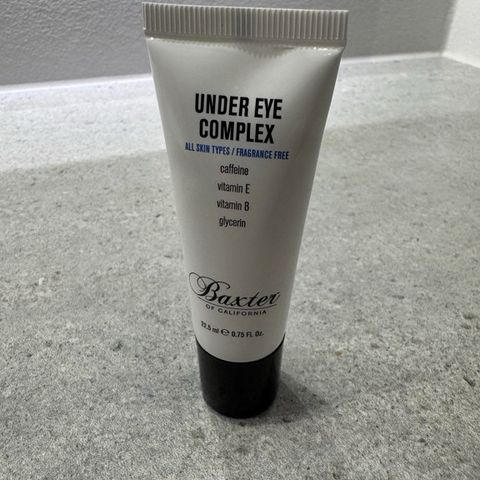 UNDER EYE
COMPLEX
ALL SKIN TYPES / FRAGRANCE FREE
caffeine
vitamin E
vitamin B
glycerin
Baxter
OF CALIFORNIA
22.5 ml ℮ 0.75 FL. Oz.